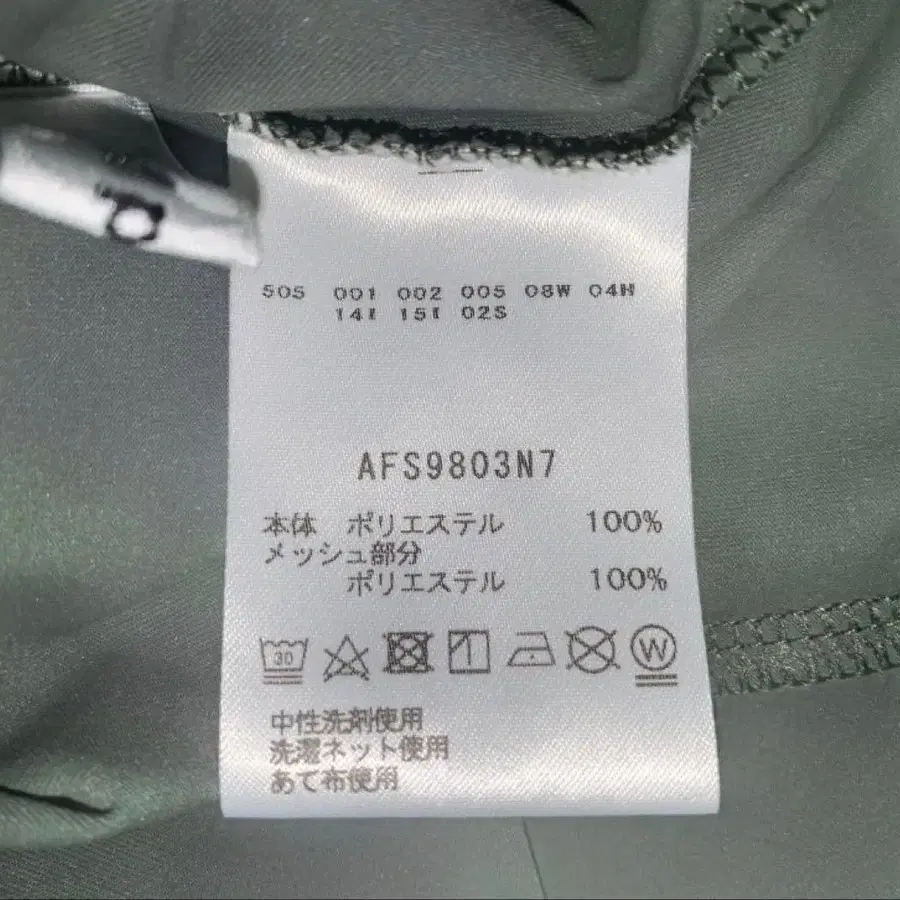 505 001 002 005 08W 04H
14I 15I 02S
AFS9803N7
本体 ポリエステル 100%
メッシュ部分
ポリエステル 100%
30
W
中性洗剤使用
洗濯ネット使用
あて布使用